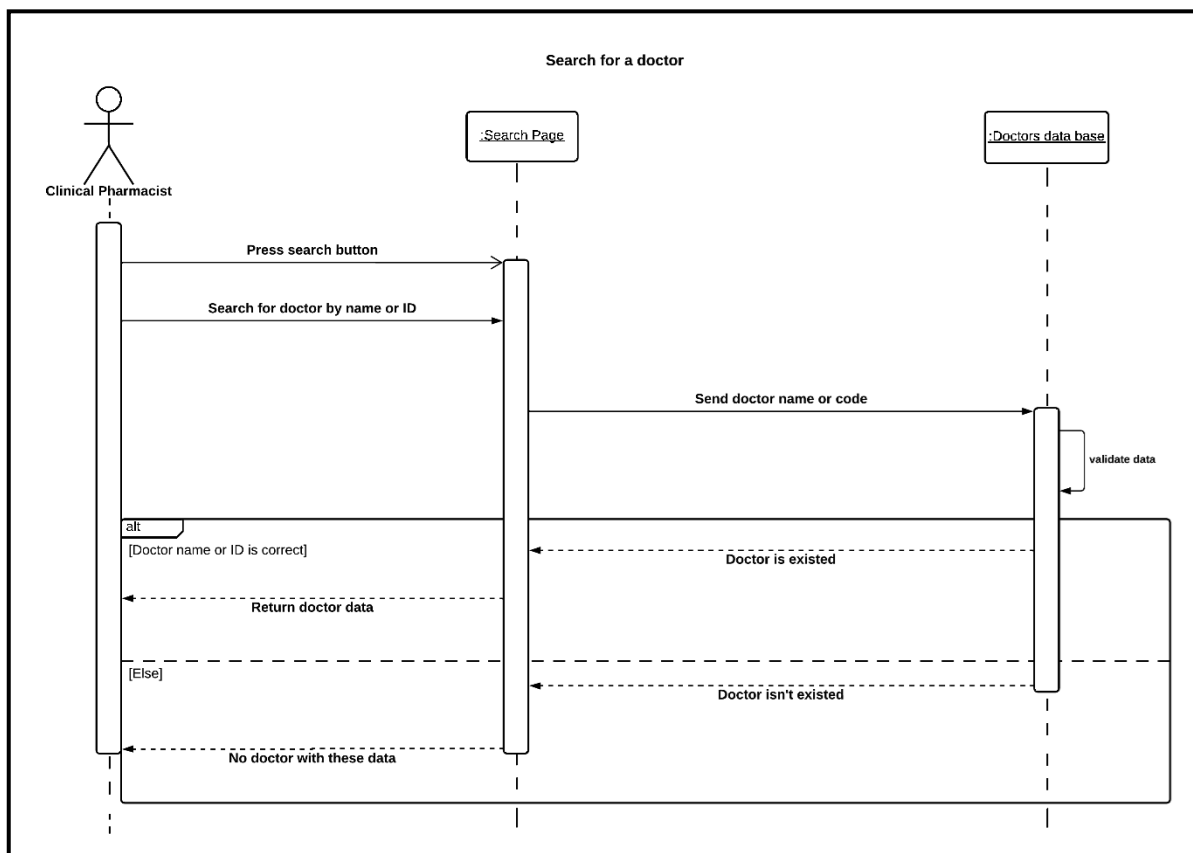 Search for a doctor
Clinical Pharmacist
:Search Page
:Doctors data base
Press search button
Search for doctor by name or ID
Send doctor name or code
validate data
alt
[Doctor name or ID is correct]
Doctor is existed
Return doctor data
[Else]
Doctor isn't existed
No doctor with these data